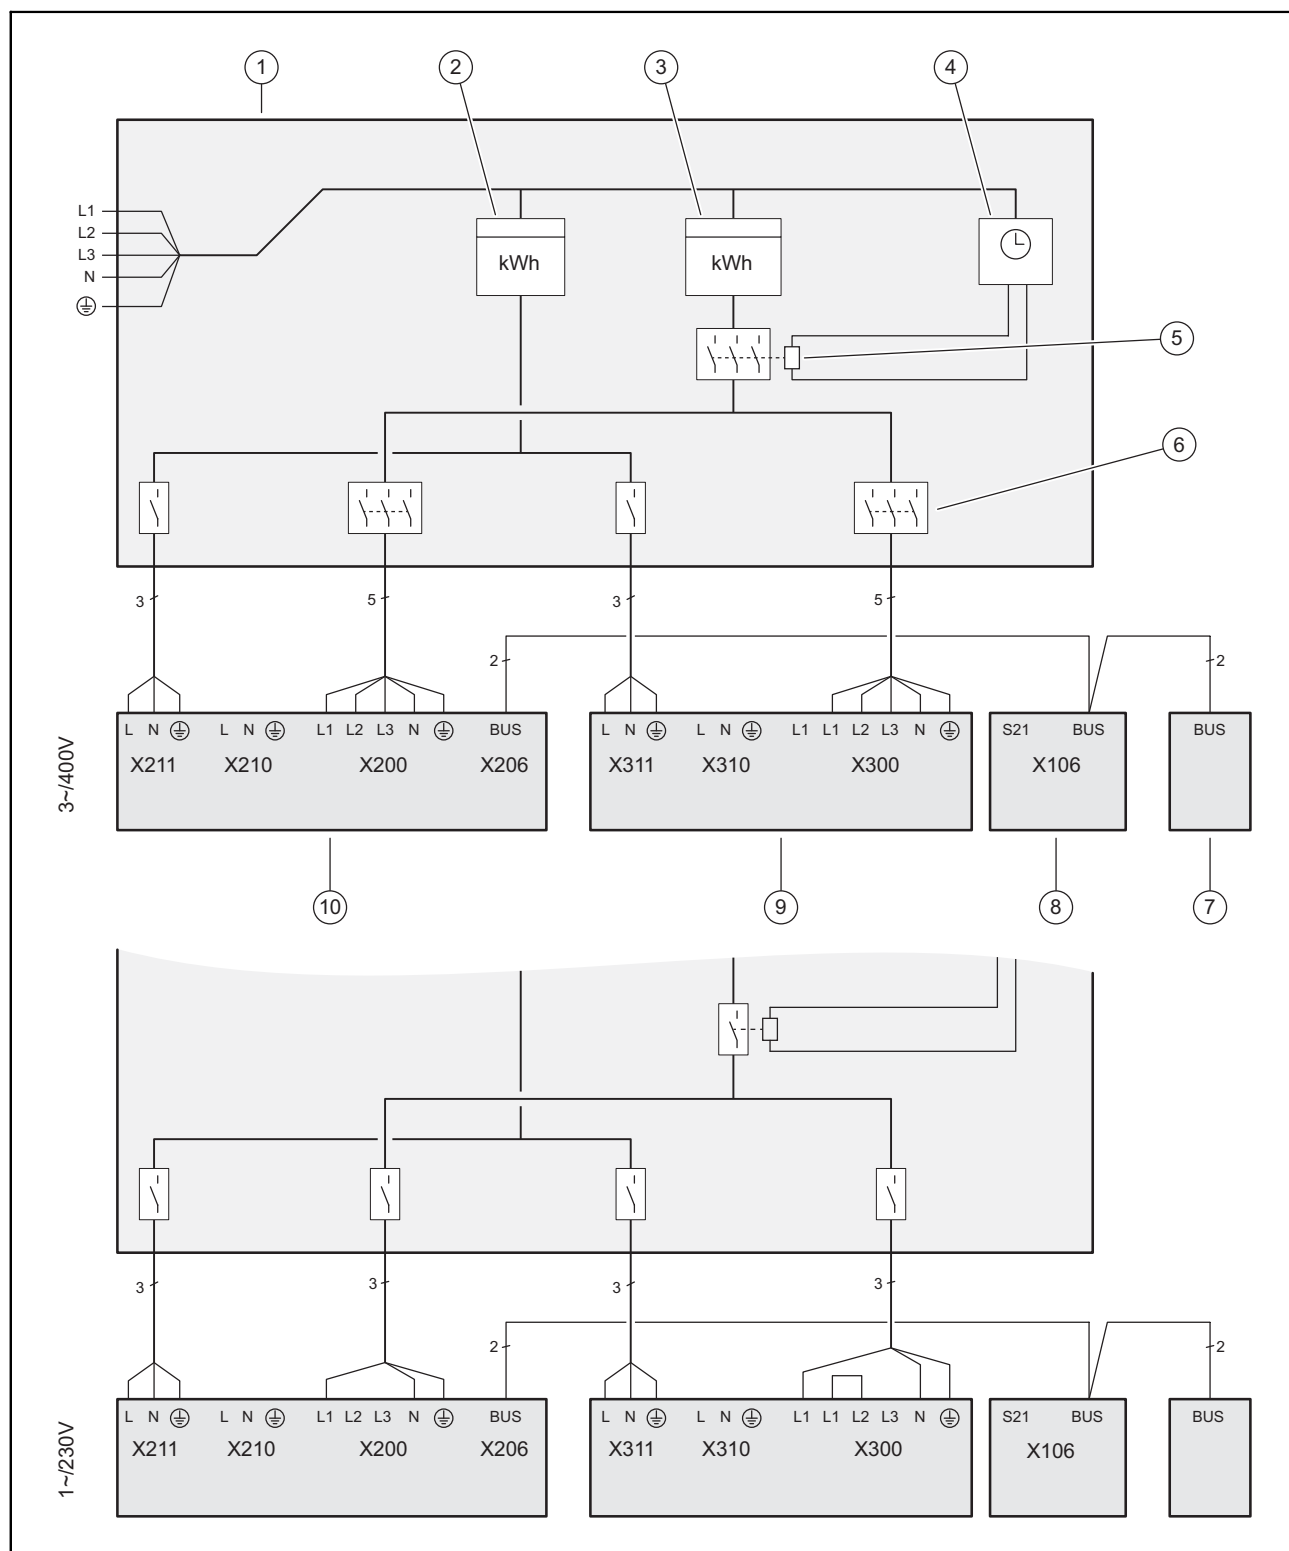 1 2 3 4
L1
L2
L3
N
kWh kWh
5
6
3 5 3 5
2 2
L N L N L1 L2 L3 N BUS L N L N L1 L1 L2 L3 N S21 BUS BUS
X211 X210 X200 X206 X311 X310 X300 X106
3~/400V
10 9 8 7
3 3 3 3
2 2
L N L N L1 L2 L3 N BUS L N L N L1 L1 L2 L3 N S21 BUS BUS
X211 X210 X200 X206 X311 X310 X300 X106
1~/230V